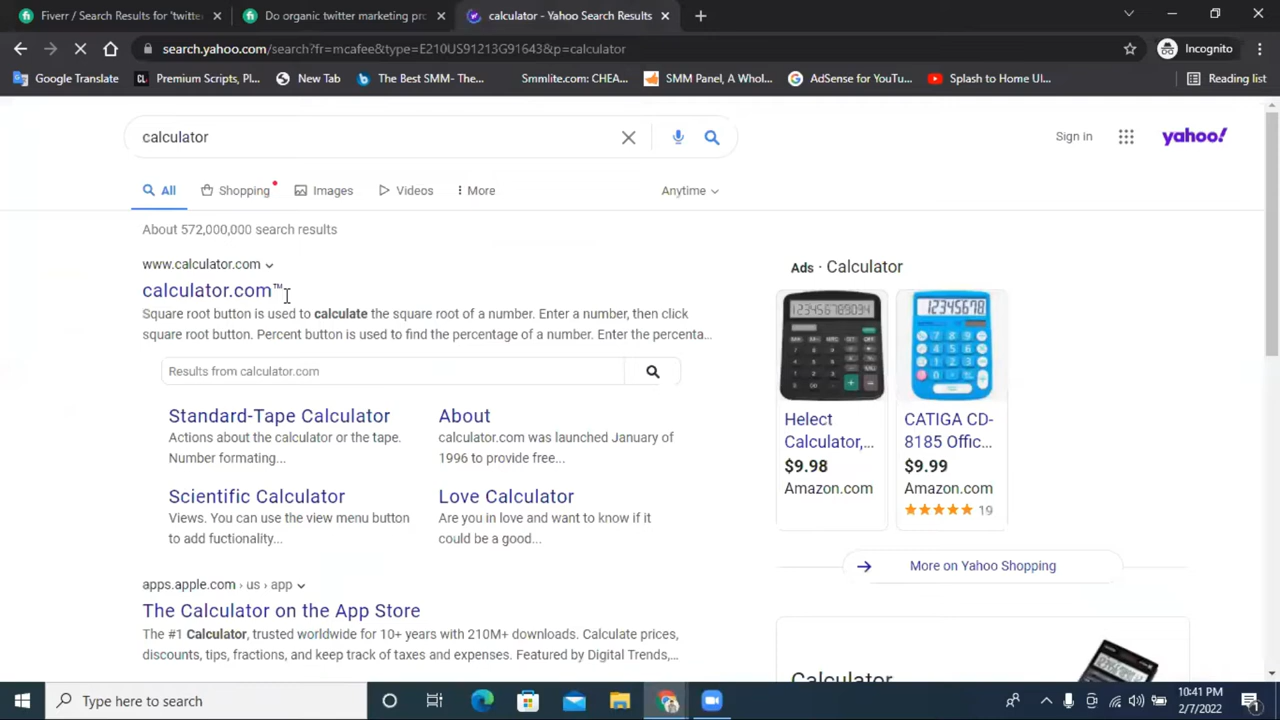 Fiverr / Search Results for 'twitte
Do organic twitter marketing pro
calculator - Yahoo Search Results
search.yahoo.com/search?fr=mcafee&type=E210US91213G91643&p=calculator
Incognito
Google Translate
Premium Scripts, Pl...
New Tab
The Best SMM- The...
Smmlite.com: CHEA...
SMM Panel, A Whol...
AdSense for YouTu...
Splash to Home UI...
Reading list
calculator
Sign in
yahoo!
All
Shopping
Images
Videos
More
Anytime
About 572,000,000 search results
www.calculator.com
calculator.com™
Square root button is used to calculate the square root of a number. Enter a number, then click
square root button. Percent button is used to find the percentage of a number. Enter the percenta...
Results from calculator.com
Standard-Tape Calculator
Actions about the calculator or the tape.
Number formating...
About
calculator.com was launched January of
1996 to provide free...
Scientific Calculator
Views. You can use the view menu button
to add fuctionality...
Love Calculator
Are you in love and want to know if it
could be a good...
apps.apple.com › us › app
The Calculator on the App Store
The #1 Calculator, trusted worldwide for 10+ years with 210M+ downloads. Calculate prices,
discounts, tips, fractions, and keep track of taxes and expenses. Featured by Digital Trends,...
Ads · Calculator
Helect
Calculator,...
$9.98
Amazon.com
CATIGA CD-
8185 Offic...
$9.99
Amazon.com
19
More on Yahoo Shopping
Calculator
Type here to search
10:41 PM
2/7/2022